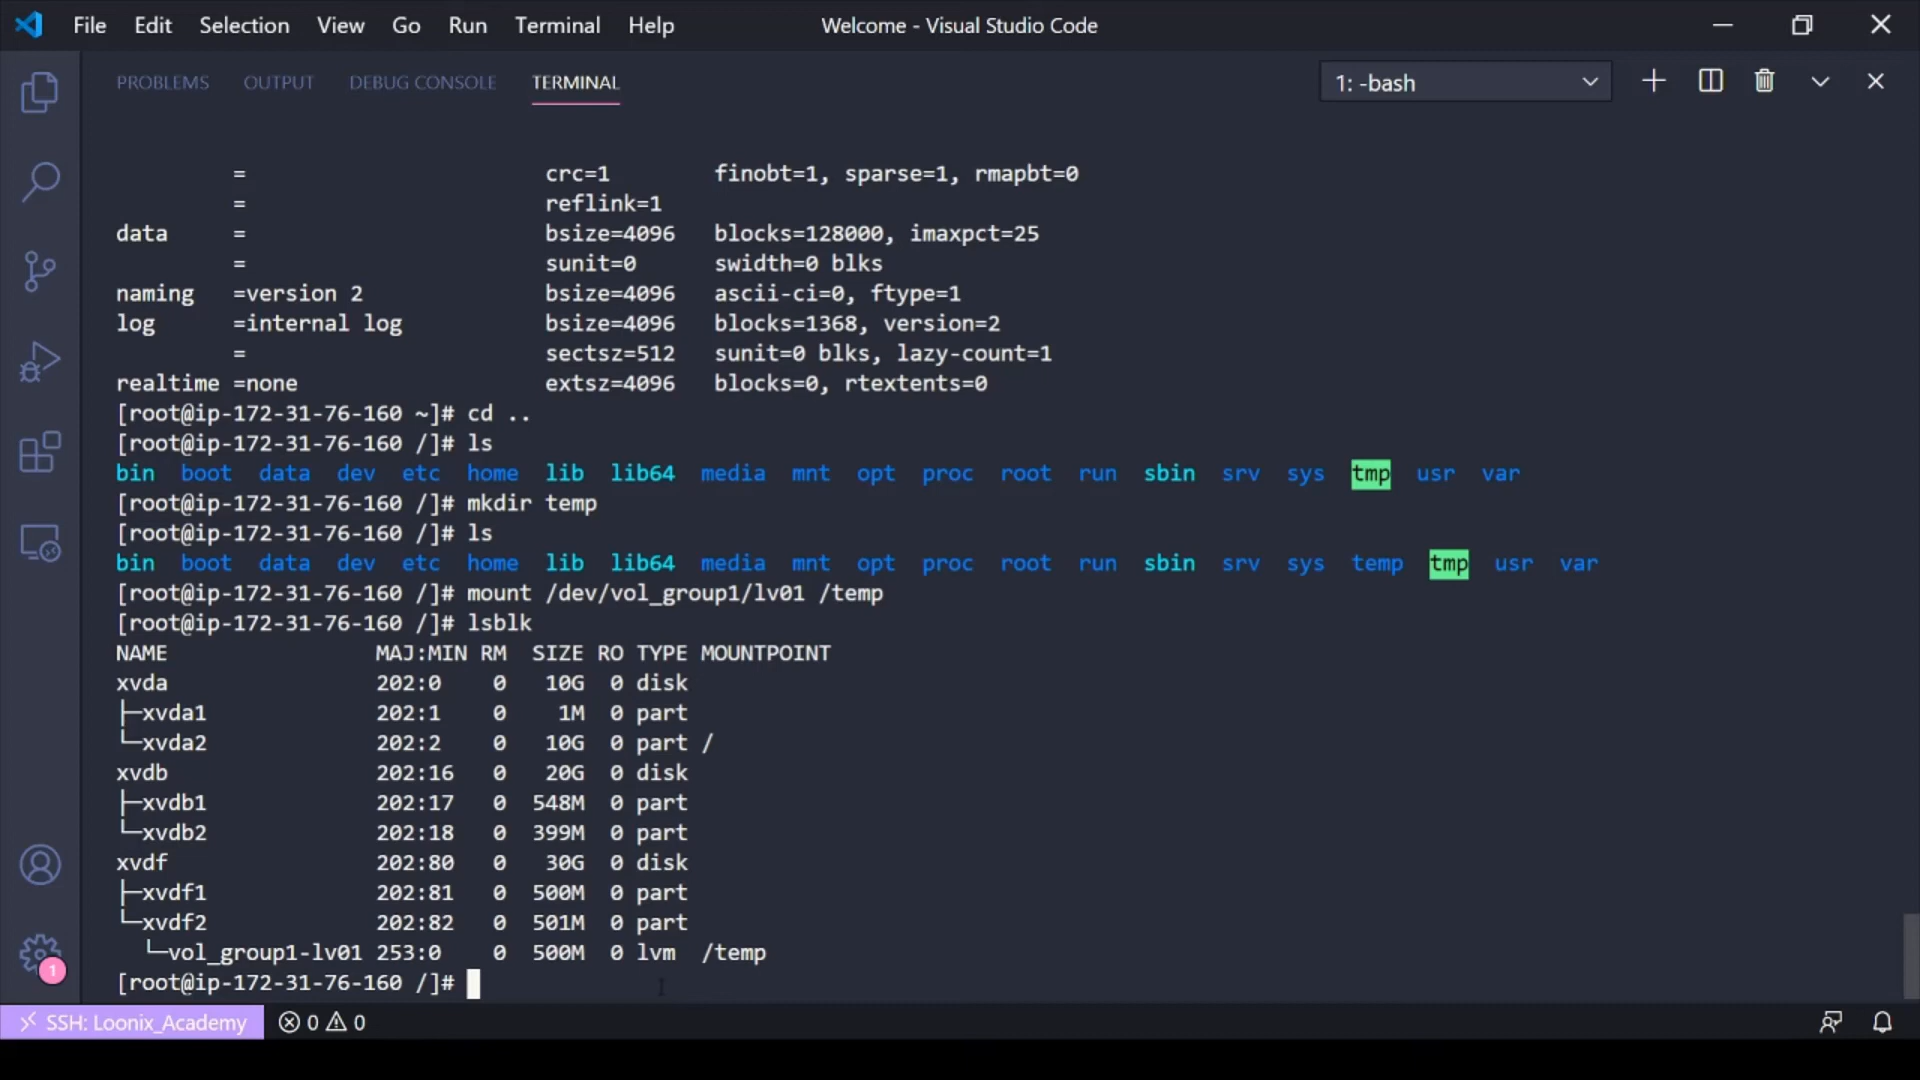 File Edit Selection View Go Run Terminal Help Welcome - Visual Studio Code
PROBLEMS OUTPUT DEBUG CONSOLE TERMINAL 1: -bash
         =                       crc=1        finobt=1, sparse=1, rmapbt=0
         =                       reflink=1
data     =                       bsize=4096   blocks=128000, imaxpct=25
         =                       sunit=0      swidth=0 blks
naming   =version 2              bsize=4096   ascii-ci=0, ftype=1
log      =internal log           bsize=4096   blocks=1368, version=2
         =                       sectsz=512   sunit=0 blks, lazy-count=1
realtime =none                   extsz=4096   blocks=0, rtextents=0
[root@ip-172-31-76-160 ~]# cd ..
[root@ip-172-31-76-160 /]# ls
bin  boot  data  dev  etc  home  lib  lib64  media  mnt  opt  proc  root  run  sbin  srv  sys  tmp  usr  var
[root@ip-172-31-76-160 /]# mkdir temp
[root@ip-172-31-76-160 /]# ls
bin  boot  data  dev  etc  home  lib  lib64  media  mnt  opt  proc  root  run  sbin  srv  sys  temp  tmp  usr  var
[root@ip-172-31-76-160 /]# mount /dev/vol_group1/lv01 /temp
[root@ip-172-31-76-160 /]# lsblk
NAME                MAJ:MIN RM  SIZE RO TYPE MOUNTPOINT
xvda                202:0    0   10G  0 disk
├─xvda1             202:1    0    1M  0 part
└─xvda2             202:2    0   10G  0 part /
xvdb                202:16   0   20G  0 disk
├─xvdb1             202:17   0  548M  0 part
└─xvdb2             202:18   0  399M  0 part
xvdf                202:80   0   30G  0 disk
├─xvdf1             202:81   0  500M  0 part
└─xvdf2             202:82   0  501M  0 part
  └─vol_group1-lv01 253:0    0  500M  0 lvm  /temp
[root@ip-172-31-76-160 /]#
1
SSH: Loonix_Academy 0 0